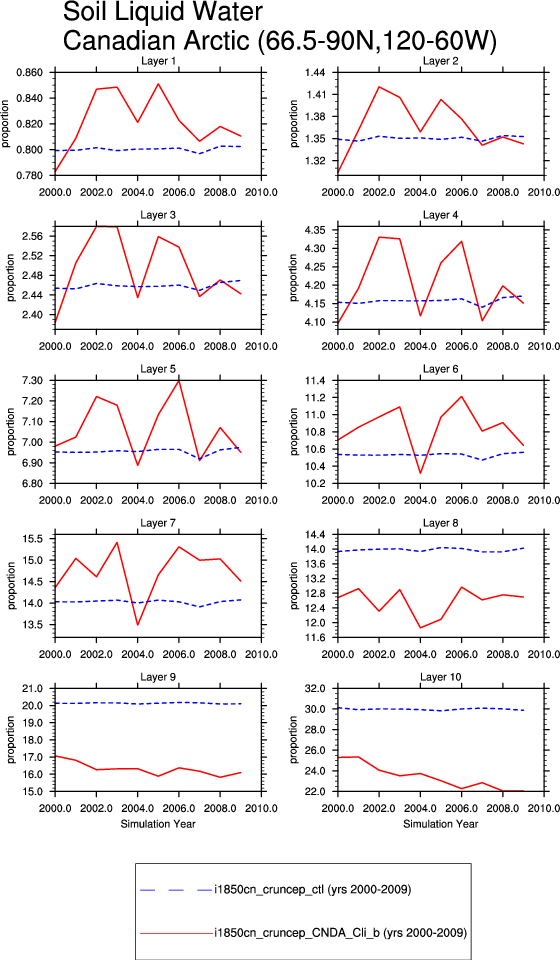 Soil Liquid Water
Canadian Arctic (66.5-90N,120-60W)
Layer 1
proportion
0.860
0.840
0.820
0.800
0.780
2000.0 2002.0 2004.0 2006.0 2008.0 2010.0
Layer 2
1.44
1.41
1.38
1.35
1.32
2000.0 2002.0 2004.0 2006.0 2008.0 2010.0
Layer 3
proportion
2.56
2.52
2.48
2.44
2.40
2000.0 2002.0 2004.0 2006.0 2008.0 2010.0
Layer 4
4.35
4.30
4.25
4.20
4.15
4.10
2000.0 2002.0 2004.0 2006.0 2008.0 2010.0
Layer 5
proportion
7.30
7.20
7.10
7.00
6.90
6.80
2000.0 2002.0 2004.0 2006.0 2008.0 2010.0
Layer 6
11.4
11.2
11.0
10.8
10.6
10.4
10.2
2000.0 2002.0 2004.0 2006.0 2008.0 2010.0
Layer 7
proportion
15.5
15.0
14.5
14.0
13.5
2000.0 2002.0 2004.0 2006.0 2008.0 2010.0
Layer 8
14.4
14.0
13.6
13.2
12.8
12.4
12.0
11.6
2000.0 2002.0 2004.0 2006.0 2008.0 2010.0
Layer 9
proportion
21.0
20.0
19.0
18.0
17.0
16.0
15.0
2000.0 2002.0 2004.0 2006.0 2008.0 2010.0
Simulation Year
Layer 10
32.0
30.0
28.0
26.0
24.0
22.0
2000.0 2002.0 2004.0 2006.0 2008.0 2010.0
Simulation Year
i1850cn_cruncep_ctl (yrs 2000-2009)
i1850cn_cruncep_CNDA_Cli_b (yrs 2000-2009)